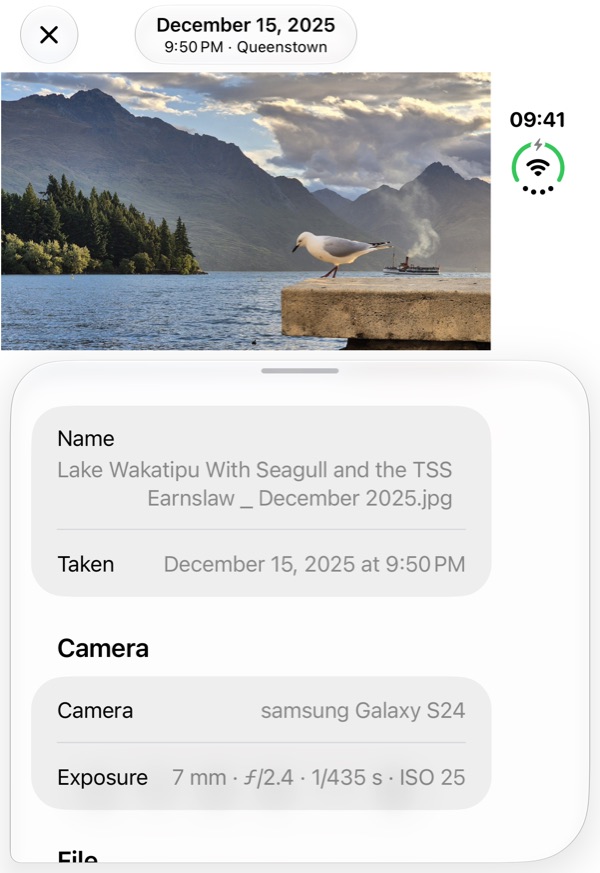 December 15, 2025
9:50 PM · Queenstown
09:41
Name
Lake Wakatipu With Seagull and the TSS
Earnslaw _ December 2025.jpg
Taken December 15, 2025 at 9:50 PM
Camera
Camera samsung Galaxy S24
Exposure 7 mm · ƒ/2.4 · 1/435 s · ISO 25
File